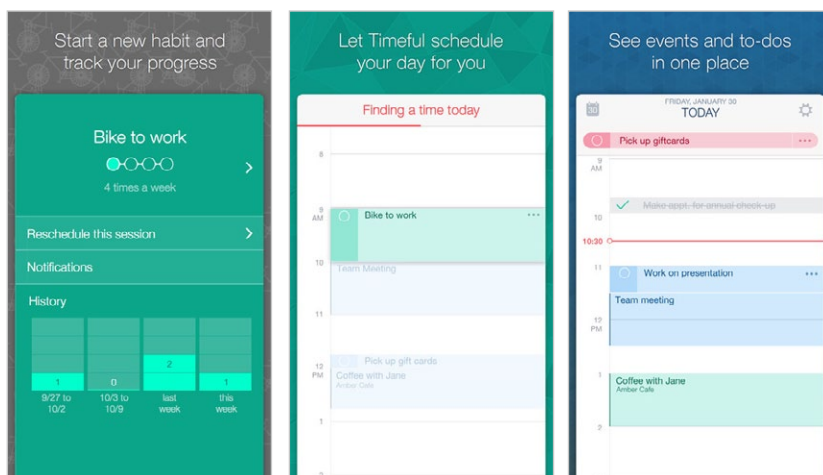 Start a new habit and
track your progress
Bike to work
4 times a week
Reschedule this session
Notifications
History
1
0
2
1
9/27 to
10/2
10/3 to
10/9
last
week
this
week
Let Timeful schedule
your day for you
Finding a time today
8
9
AM
Bike to work
10
Team Meeting
11
12
PM
Pick up gift cards
Coffee with Jane
Amber Cafe
1
2
See events and to-dos
in one place
30
FRIDAY, JANUARY 30
TODAY
Pick up giftcards
9
AM
Make appt. for annual check-up
10
10:30
11
Work on presentation
Team meeting
12
PM
1
Coffee with Jane
Amber Cafe
2